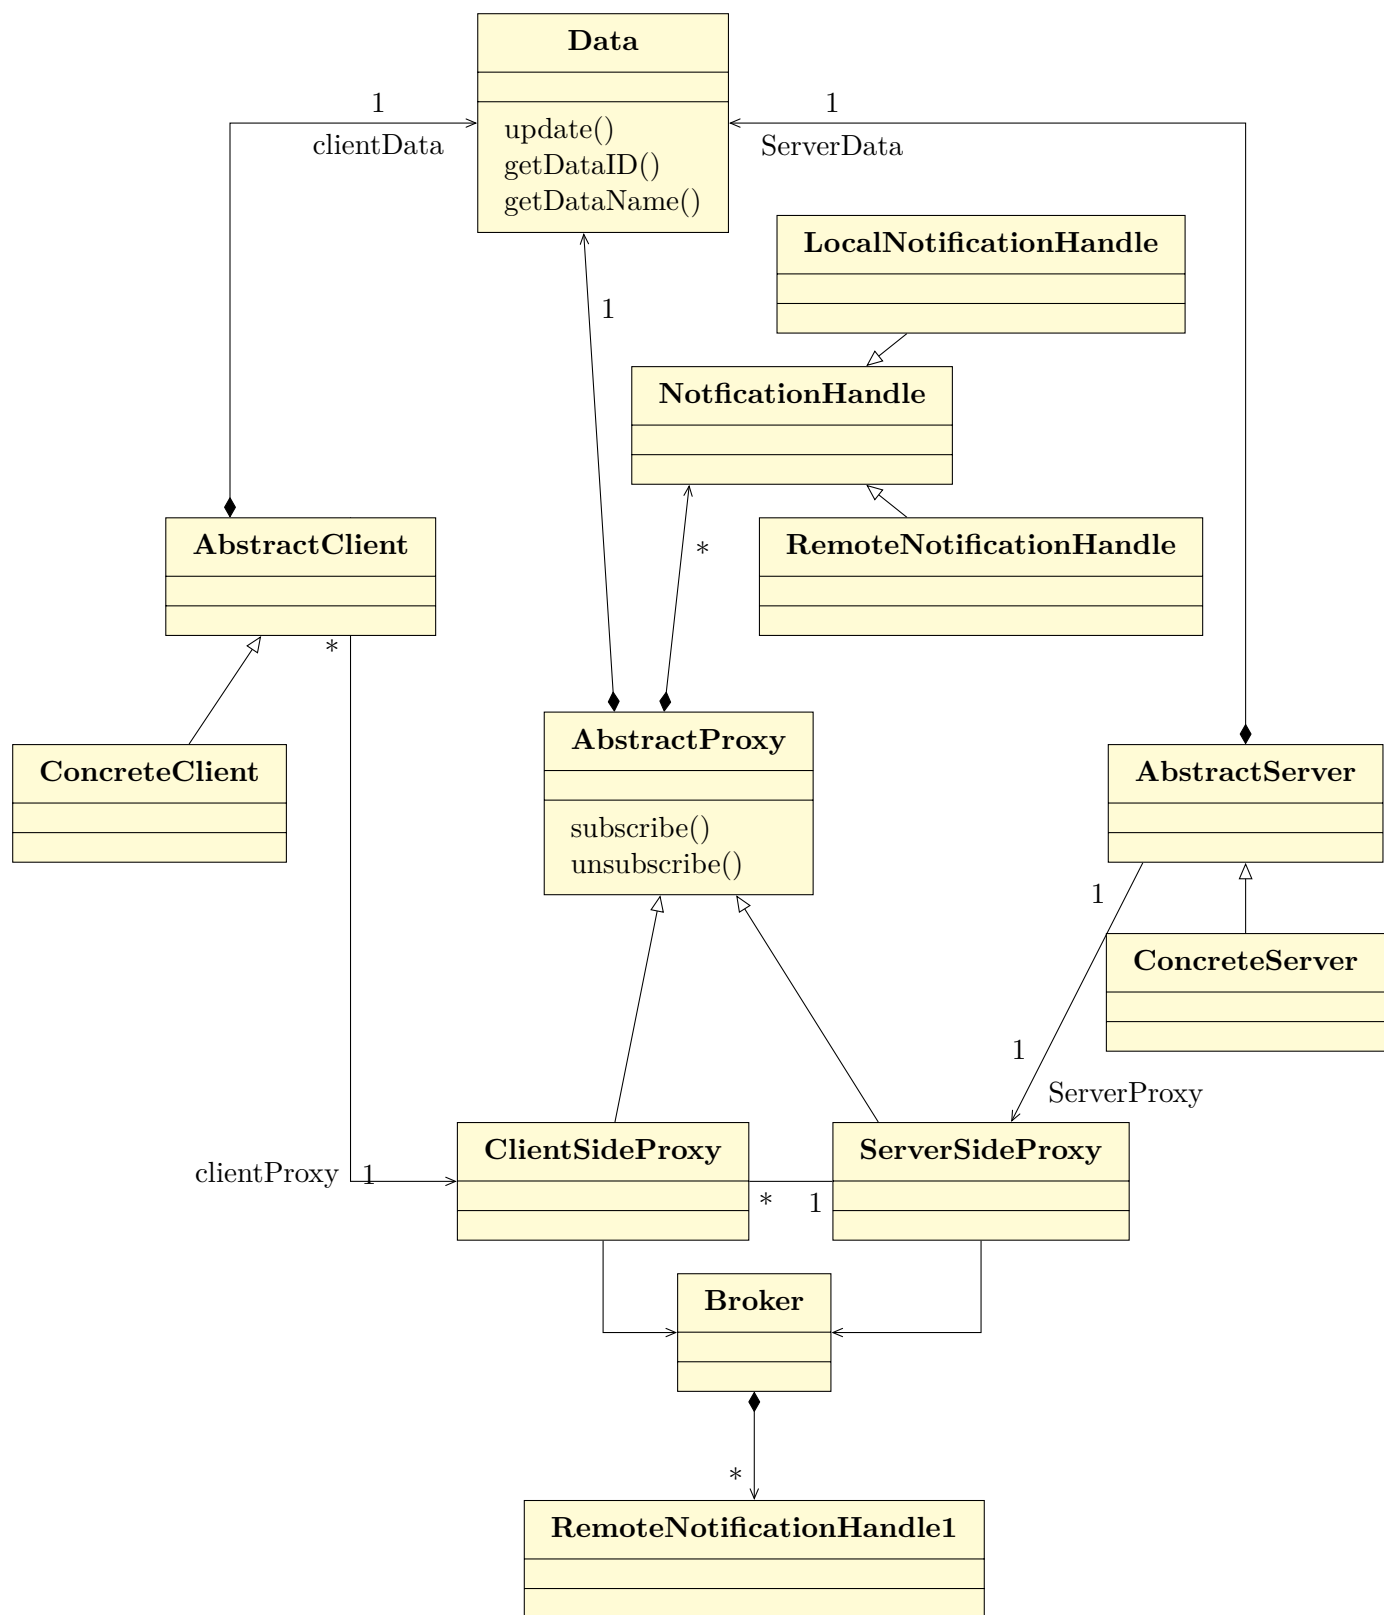 Data
update()
getDataID()
getDataName()
1
clientData
1
ServerData
LocalNotificationHandle
1
NotficationHandle
*
RemoteNotificationHandle
AbstractClient
*
ConcreteClient
AbstractProxy
subscribe()
unsubscribe()
AbstractServer
1
ConcreteServer
1
ServerProxy
ClientSideProxy
ServerSideProxy
clientProxy
1
*
1
Broker
*
RemoteNotificationHandle1